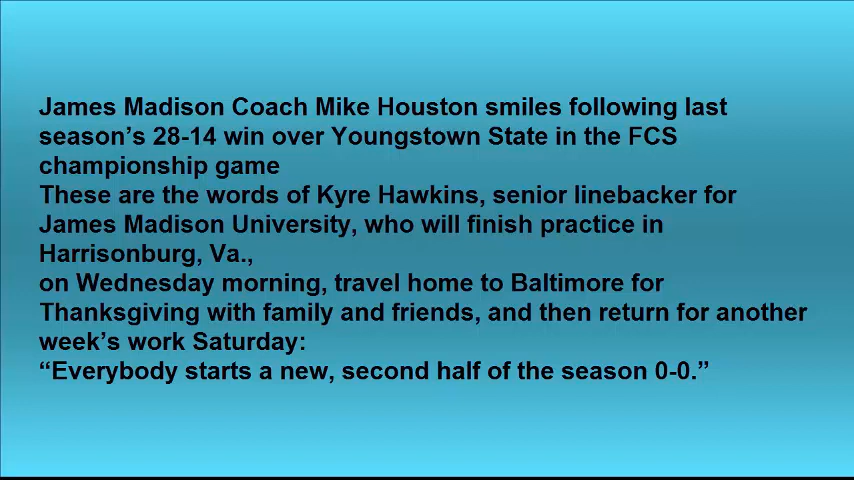 James Madison Coach Mike Houston smiles following last
season’s 28-14 win over Youngstown State in the FCS
championship game
These are the words of Kyre Hawkins, senior linebacker for
James Madison University, who will finish practice in
Harrisonburg, Va.,
on Wednesday morning, travel home to Baltimore for
Thanksgiving with family and friends, and then return for another
week’s work Saturday:
“Everybody starts a new, second half of the season 0-0.”